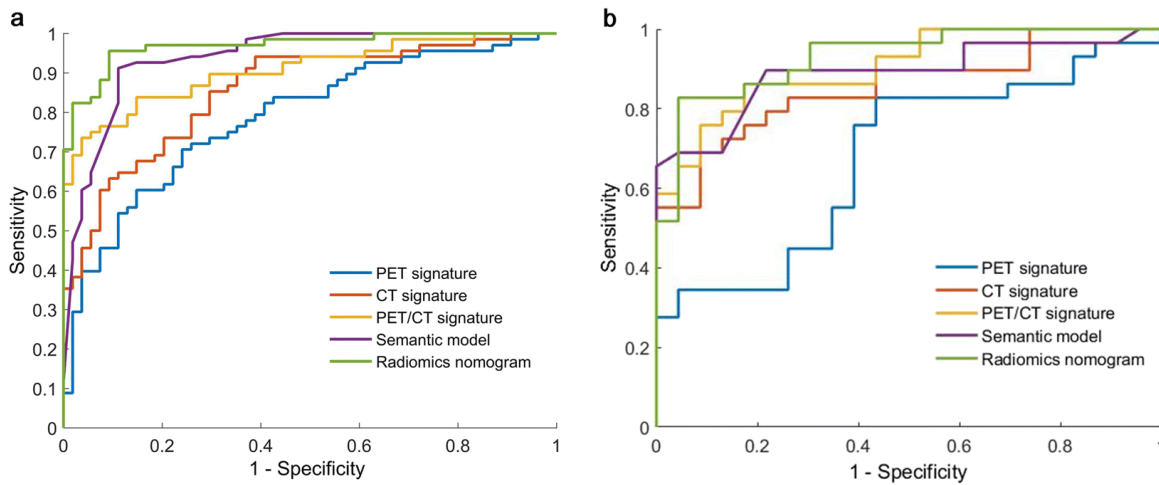 a
1
0.9
0.8
0.7
0.6
0.5
0.4
0.3
0.2
0.1
0
Sensitivity
PET signature
CT signature
PET/CT signature
Semantic model
Radiomics nomogram
0 0.2 0.4 0.6 0.8 1
1 - Specificity
b
1
0.8
0.6
0.4
0.2
0
Sensitivity
PET signature
CT signature
PET/CT signature
Semantic model
Radiomics nomogram
0 0.2 0.4 0.6 0.8 1
1 - Specificity